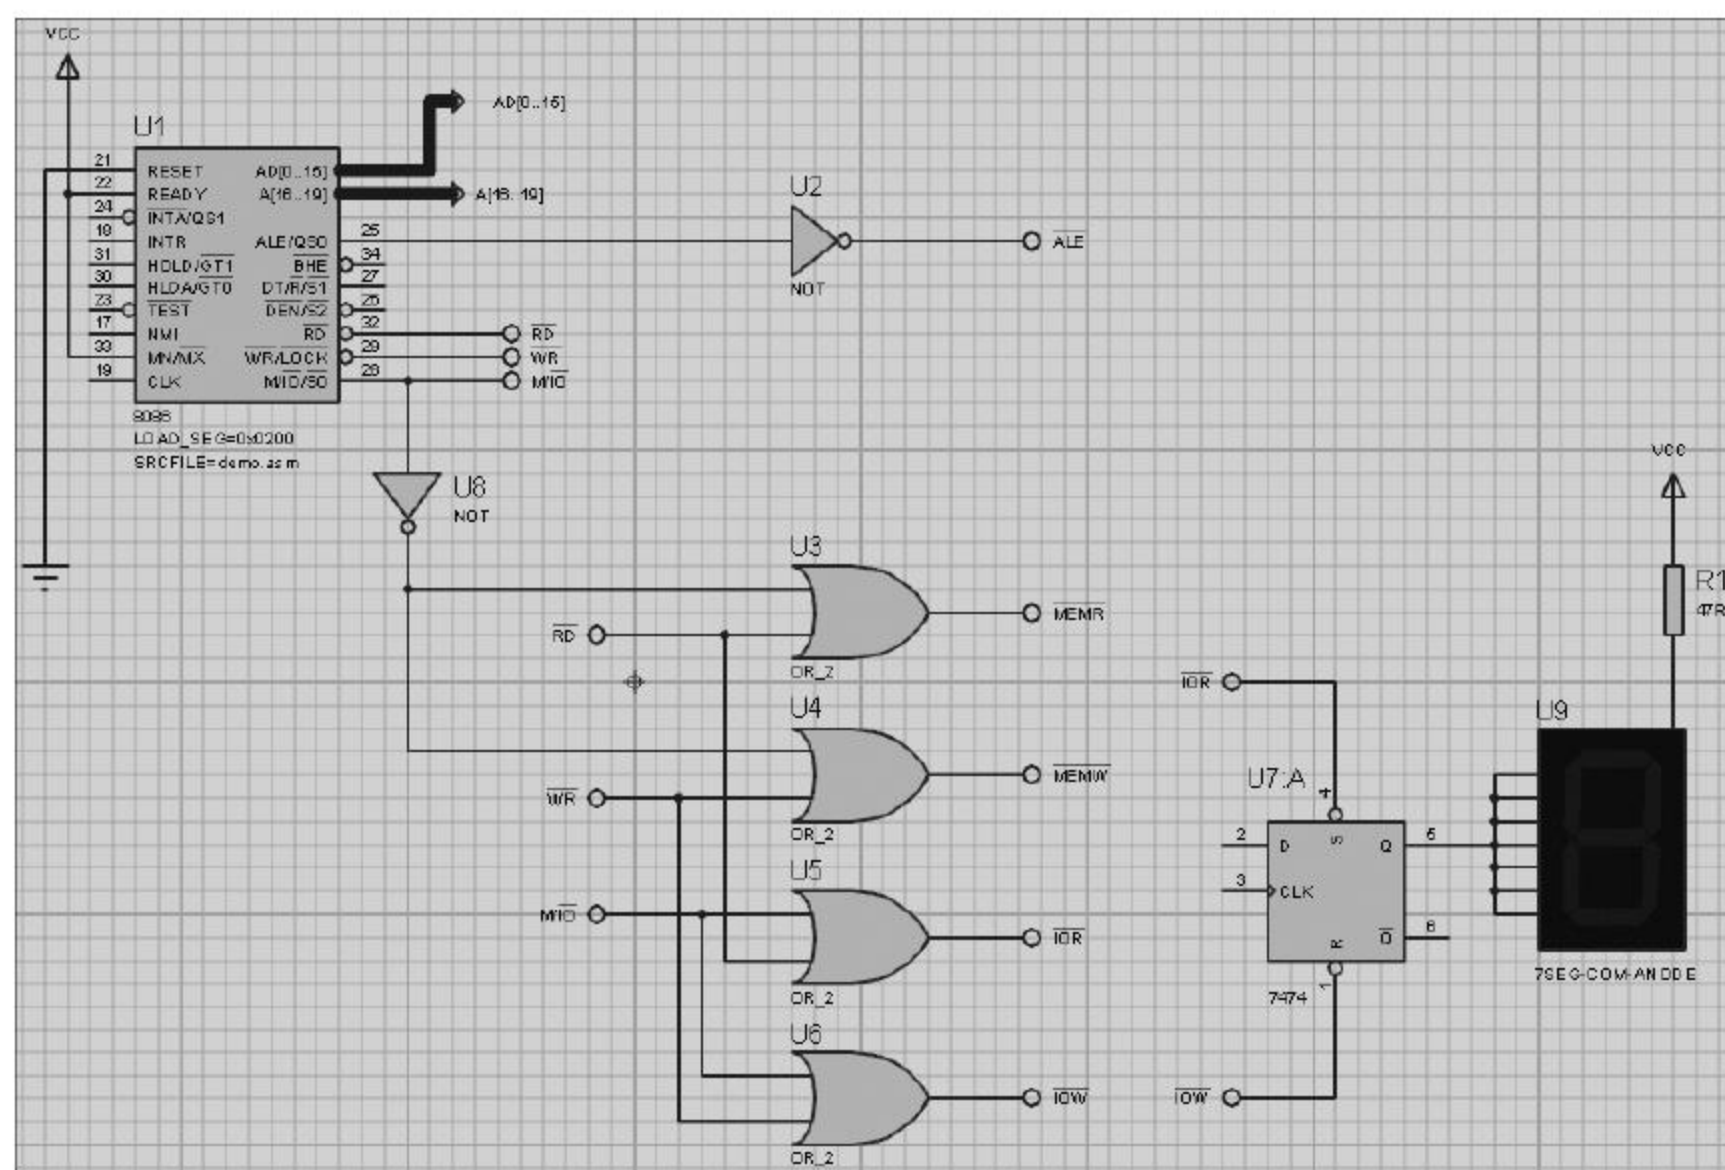 VCC
AD[0..15]
U1
21 RESET AD[0..15]
22 READY A[16..19] A[16..19]
24 INTA/QS1
18 INTR ALE/QS0 25
31 HOLD/GT1 BHE 34
30 HLDA/GT0 DT/R/S1 27
23 TEST DEN/S2 26
17 NMI RD 32 RD
33 MN/MX WR/LOCK 29 WR
19 CLK M/IO/S0 28 M/IO
8086
LOAD_SEG=0x0200
SRCFILE=demo.asm
U2
ALE
NOT
U8
NOT
VCC
R1
47R
U3
RD
MEMR
OR_2
U4
WR
MEMW
OR_2
U5
M/IO
IOR
OR_2
U6
IOW
OR_2
IOR
U7:A
4
2 D S Q 5
3 CLK
R Q 6
7474
1
IOW
U9
7SEG-COM-ANODE